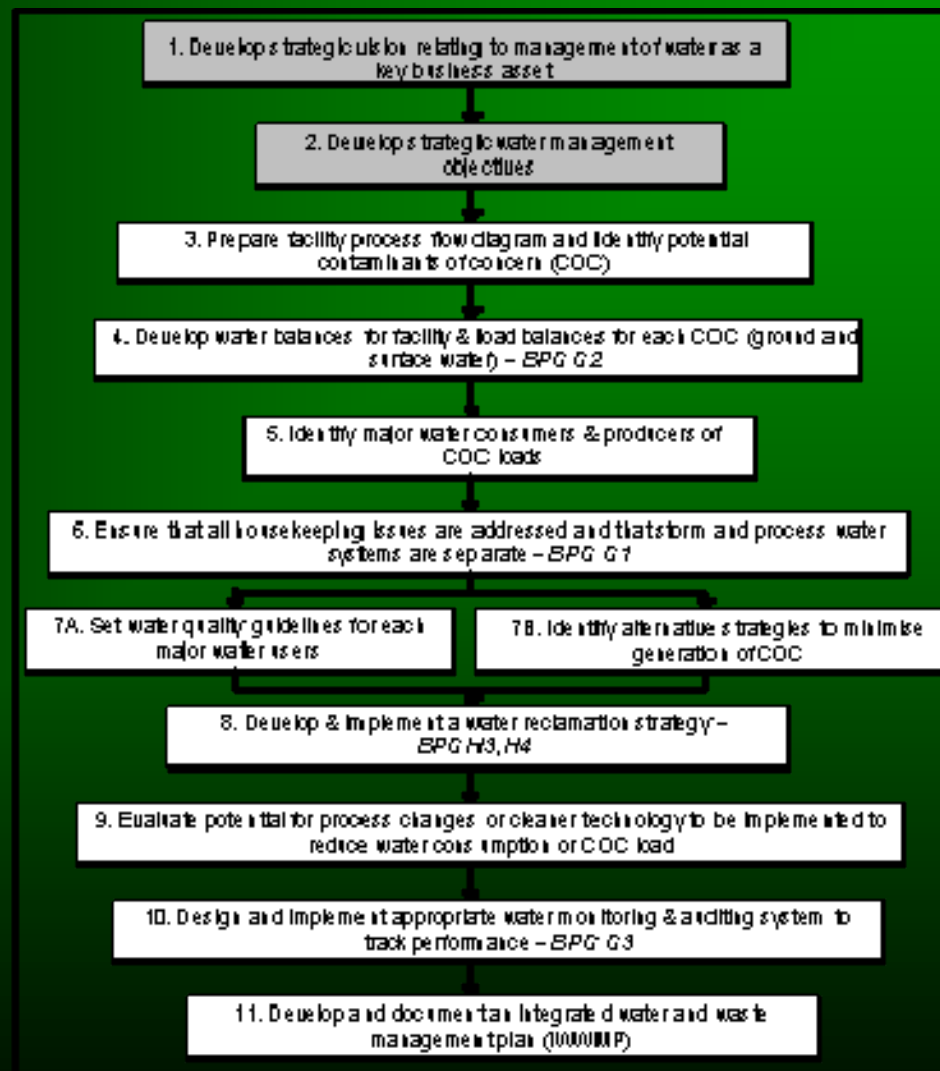 1. Develop strategic vision relating to management of water as a
key business asset
2. Develop strategic water management
objectives
3. Prepare facility process flow diagram and identify potential
contaminants of concern (COC)
4. Develop water balances for facility & load balances for each COC (ground and
surface water) – BPG G2
5. Identify major water consumers & producers of
COC loads
6. Ensure that all housekeeping issues are addressed and that storm and process water
systems are separate – BPG G1
7A. Set water quality guidelines for each
major water users
7B. Identify alternative strategies to minimise
generation of COC
8. Develop & implement a water reclamation strategy –
BPG H3, H4
9. Evaluate potential for process changes or cleaner technology to be implemented to
reduce water consumption or COC load
10. Design and implement appropriate water monitoring & auditing system to
track performance – BPG G3
11. Develop and document an integrated water and waste
management plan (IWWMP)